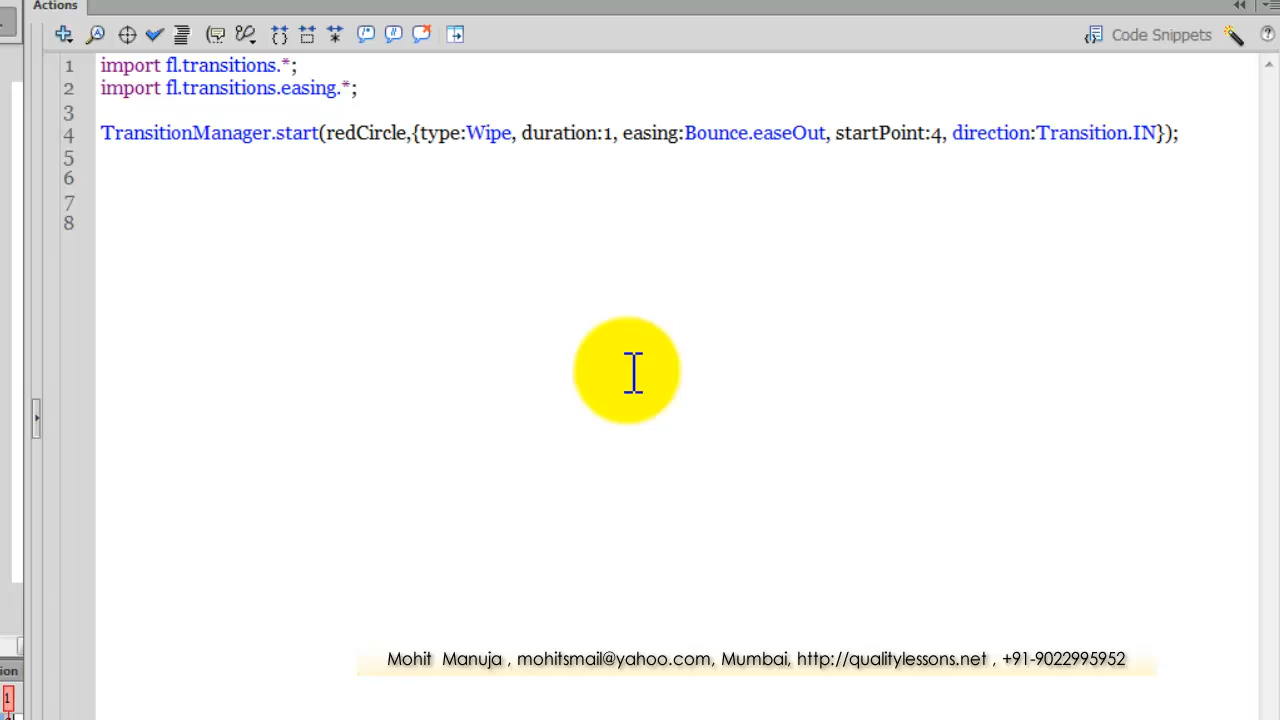 Actions
Code Snippets
1 import fl.transitions.*;
2 import fl.transitions.easing.*;
3
4 TransitionManager.start(redCircle,{type:Wipe, duration:1, easing:Bounce.easeOut, startPoint:4, direction:Transition.IN});
5
6
7
8
Mohit Manuja , mohitsmail@yahoo.com, Mumbai, http://qualitylessons.net , +91-9022995952
ion
1